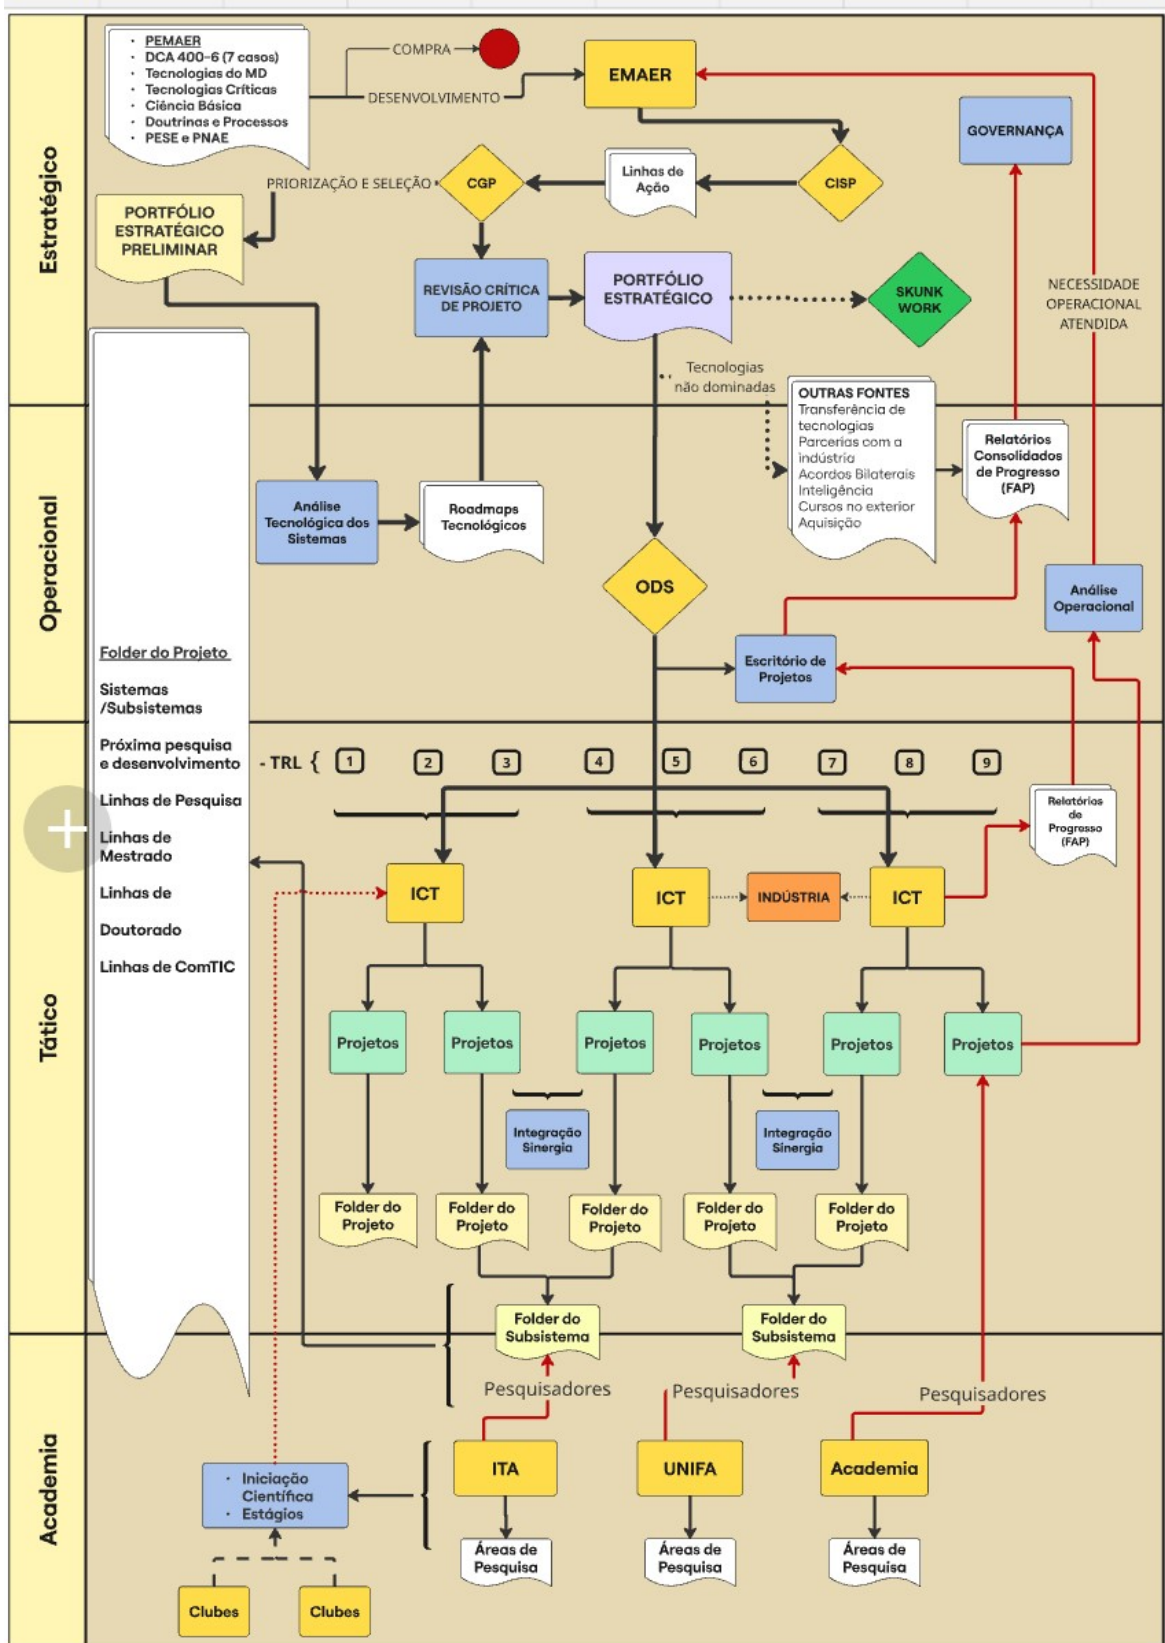 Estratégico
· PEMAER
· DCA 400-6 (7 casos)
· Tecnologias do MD
· Tecnologias Críticas
· Ciência Básica
· Doutrinas e Processos
· PESE e PNAE
COMPRA
DESENVOLVIMENTO
EMAER
GOVERNANÇA
PRIORIZAÇÃO E SELEÇÃO
CGP
Linhas de
Ação
CISP
PORTFÓLIO
ESTRATÉGICO
PRELIMINAR
REVISÃO CRÍTICA
DE PROJETO
PORTFÓLIO
ESTRATÉGICO
SKUNK
WORK
NECESSIDADE
OPERACIONAL
ATENDIDA
Tecnologias
não dominadas
Operacional
OUTRAS FONTES
Transferência de
tecnologias
Parcerias com a
indústria
Acordos Bilaterais
Inteligência
Cursos no exterior
Aquisição
Relatórios
Consolidados
de Progresso
(FAP)
Análise
Tecnológica dos
Sistemas
Roadmaps
Tecnológicos
ODS
Análise
Operacional
Escritório de
Projetos
Folder do Projeto
Sistemas
/Subsistemas
Próxima pesquisa
e desenvolvimento
Linhas de Pesquisa
Linhas de
Mestrado
Linhas de
Doutorado
Linhas de ComTIC
Tático
- TRL {
1 2 3 4 5 6 7 8 9
Relatórios
de
Progresso
(FAP)
ICT
ICT
INDÚSTRIA
ICT
Projetos
Projetos
Projetos
Projetos
Projetos
Projetos
Integração
Sinergia
Integração
Sinergia
Folder do
Projeto
Folder do
Projeto
Folder do
Projeto
Folder do
Projeto
Folder do
Projeto
Folder do
Subsistema
Folder do
Subsistema
Academia
Pesquisadores
Pesquisadores
Pesquisadores
ITA
UNIFA
Academia
· Iniciação
Científica
· Estágios
Áreas de
Pesquisa
Áreas de
Pesquisa
Áreas de
Pesquisa
Clubes
Clubes